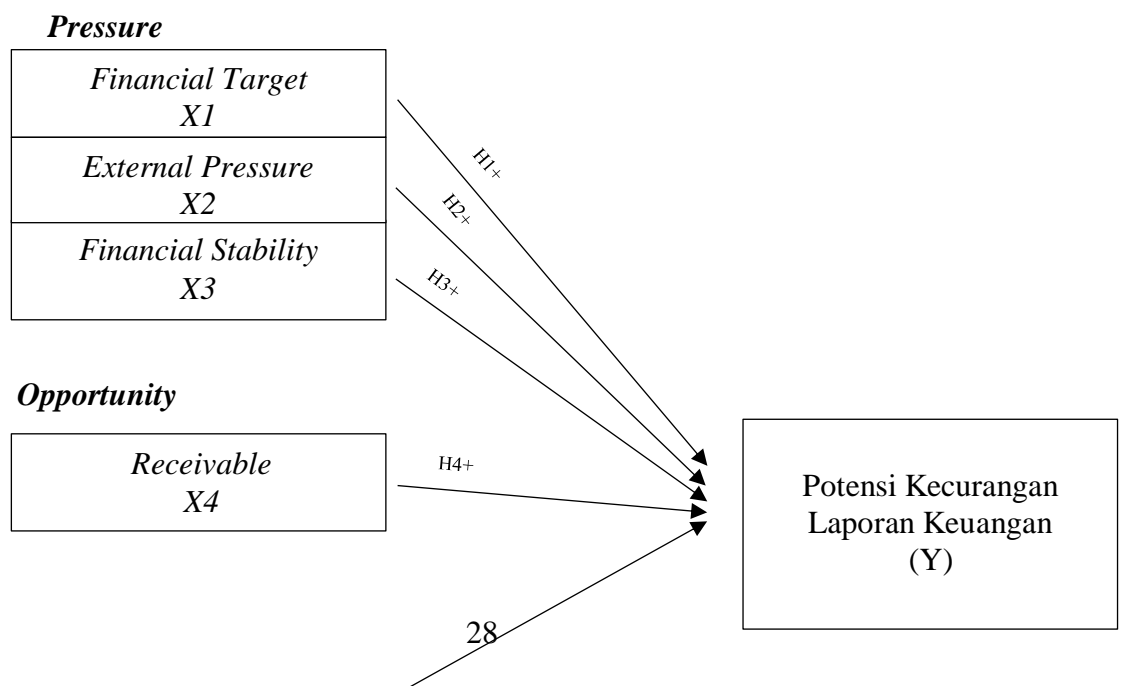 Pressure
Financial Target
X1
External Pressure
X2
Financial Stability
X3
H1+
H2+
H3+
Opportunity
Receivable
X4
H4+
Potensi Kecurangan
Laporan Keuangan
(Y)
28